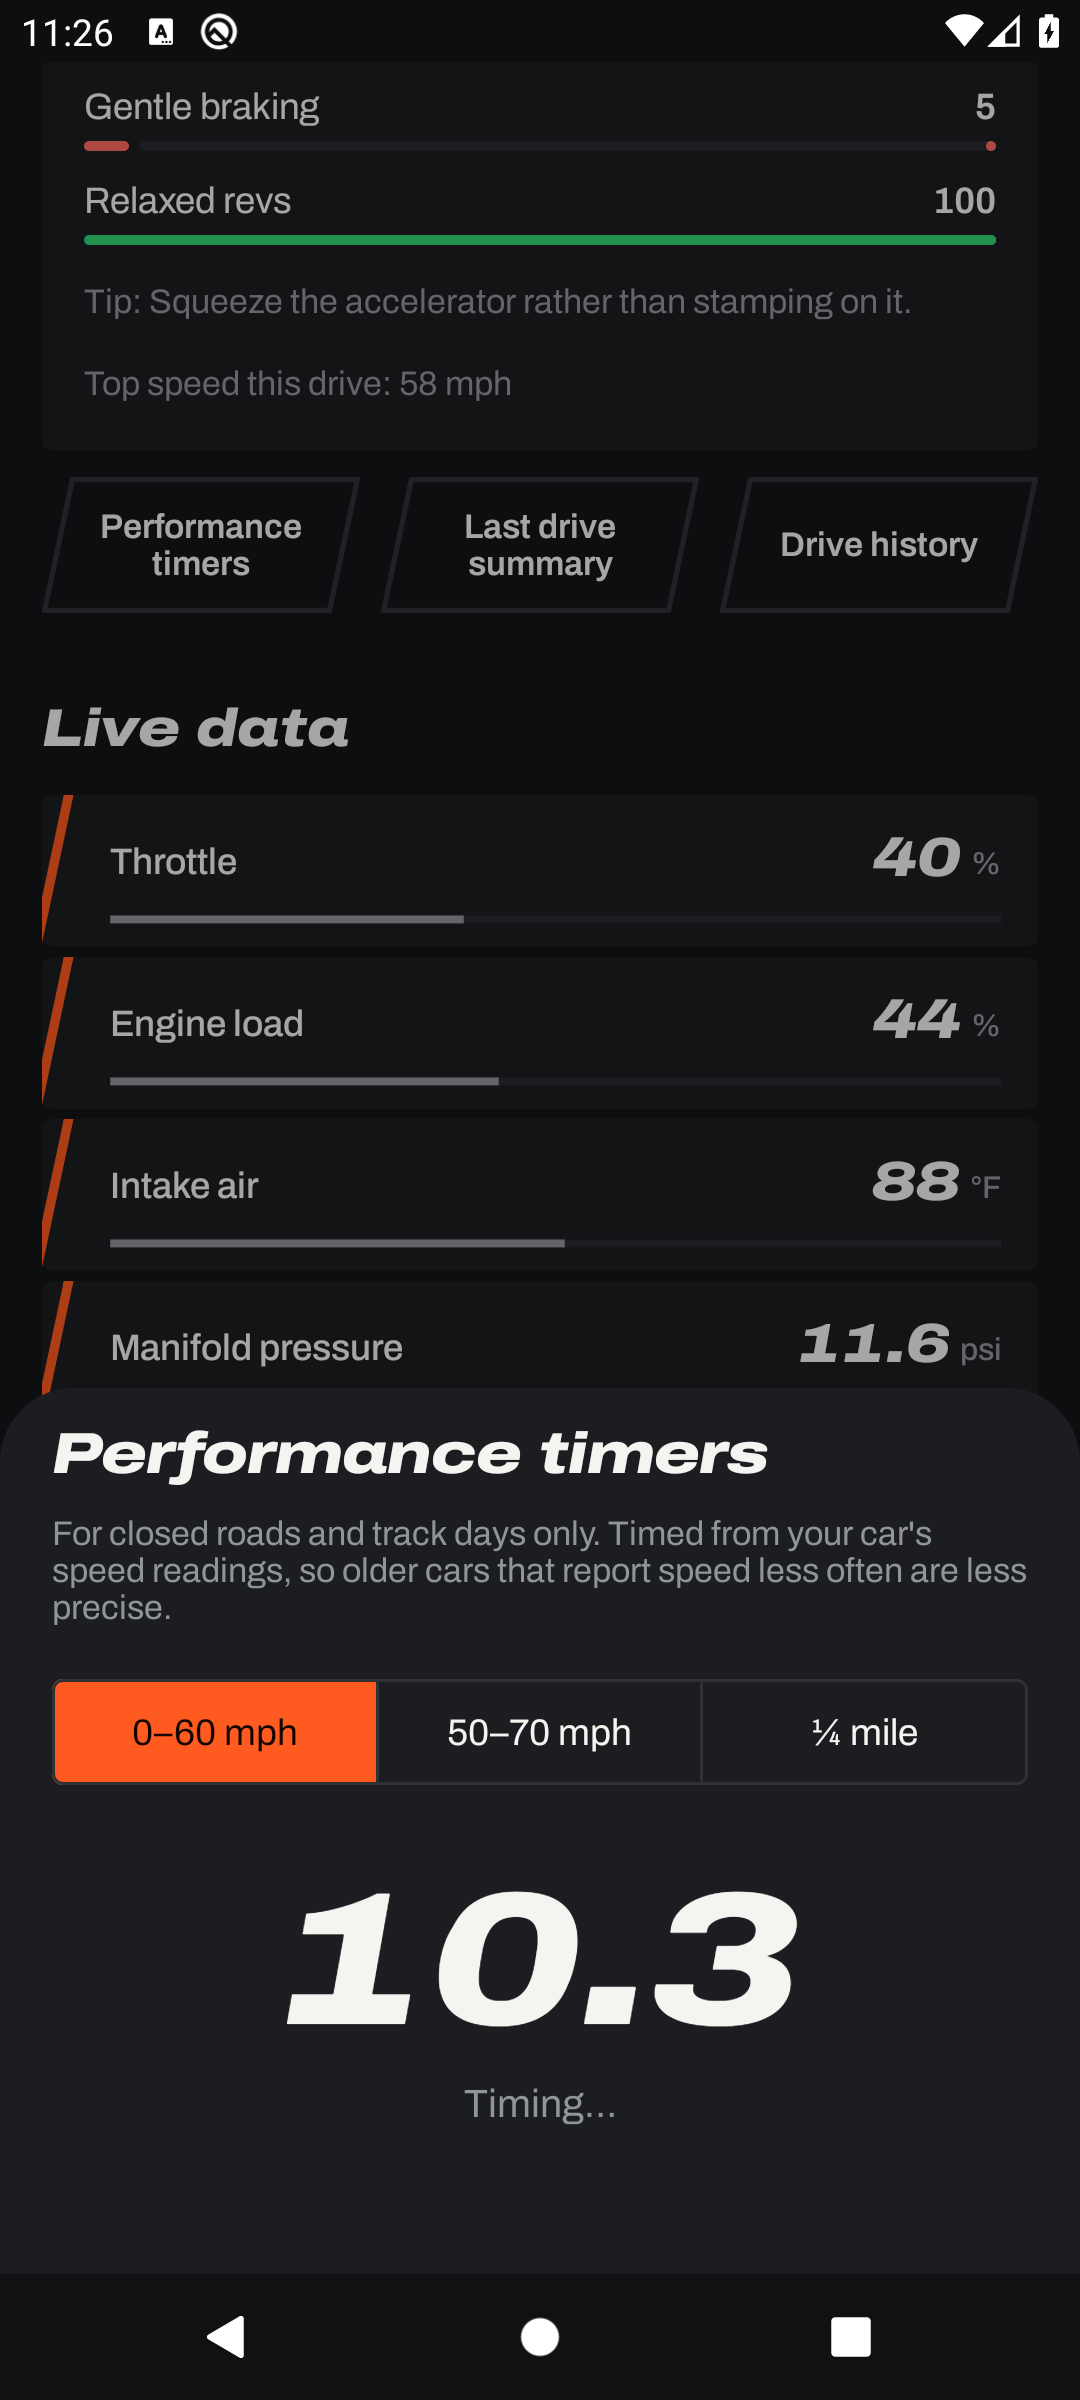 11:26
Gentle braking 5
Relaxed revs 100
Tip: Squeeze the accelerator rather than stamping on it.
Top speed this drive: 58 mph
Performance
timers
Last drive
summary
Drive history
Live data
Throttle 40 %
Engine load 44 %
Intake air 88 °F
Manifold pressure 11.6 psi
Performance timers
For closed roads and track days only. Timed from your car's
speed readings, so older cars that report speed less often are less
precise.
0–60 mph 50–70 mph ¼ mile
10.3
Timing...